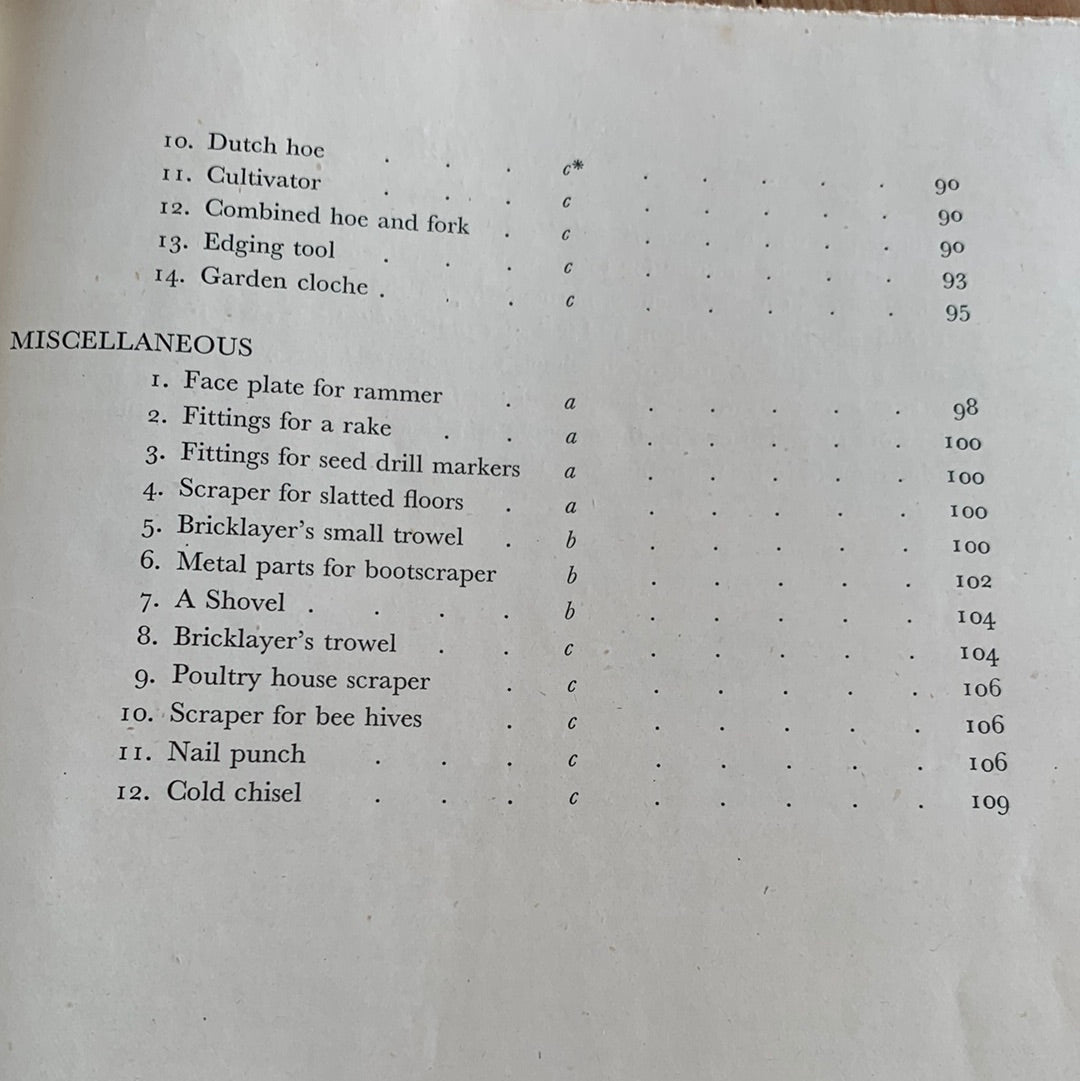 10. Dutch hoe . . . c* . . . . . 90
11. Cultivator . . . c . . . . . 90
12. Combined hoe and fork . c . . . . . 90
13. Edging tool . . . c . . . . . 93
14. Garden cloche . . . c . . . . . 95
MISCELLANEOUS
1. Face plate for rammer . a . . . . . 98
2. Fittings for a rake . . a . . . . . 100
3. Fittings for seed drill markers a . . . . . 100
4. Scraper for slatted floors . a . . . . . 100
5. Bricklayer's small trowel . b . . . . . 100
6. Metal parts for bootscraper b . . . . . 102
7. A Shovel . . . . b . . . . . 104
8. Bricklayer's trowel . . c . . . . . 104
9. Poultry house scraper . c . . . . . 106
10. Scraper for bee hives . c . . . . . 106
11. Nail punch . . . c . . . . . 106
12. Cold chisel . . . c . . . . . 109